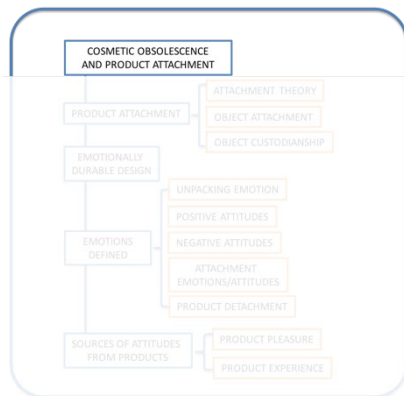 COSMETIC OBSOLESCENCE
AND PRODUCT ATTACHMENT
PRODUCT ATTACHMENT
ATTACHMENT THEORY
OBJECT ATTACHMENT
OBJECT CUSTODIANSHIP
EMOTIONALLY
DURABLE DESIGN
EMOTIONS
DEFINED
UNPACKING EMOTION
POSITIVE ATTITUDES
NEGATIVE ATTITUDES
ATTACHMENT
EMOTIONS/ATTITUDES
PRODUCT DETACHMENT
SOURCES OF ATTITUDES
FROM PRODUCTS
PRODUCT PLEASURE
PRODUCT EXPERIENCE